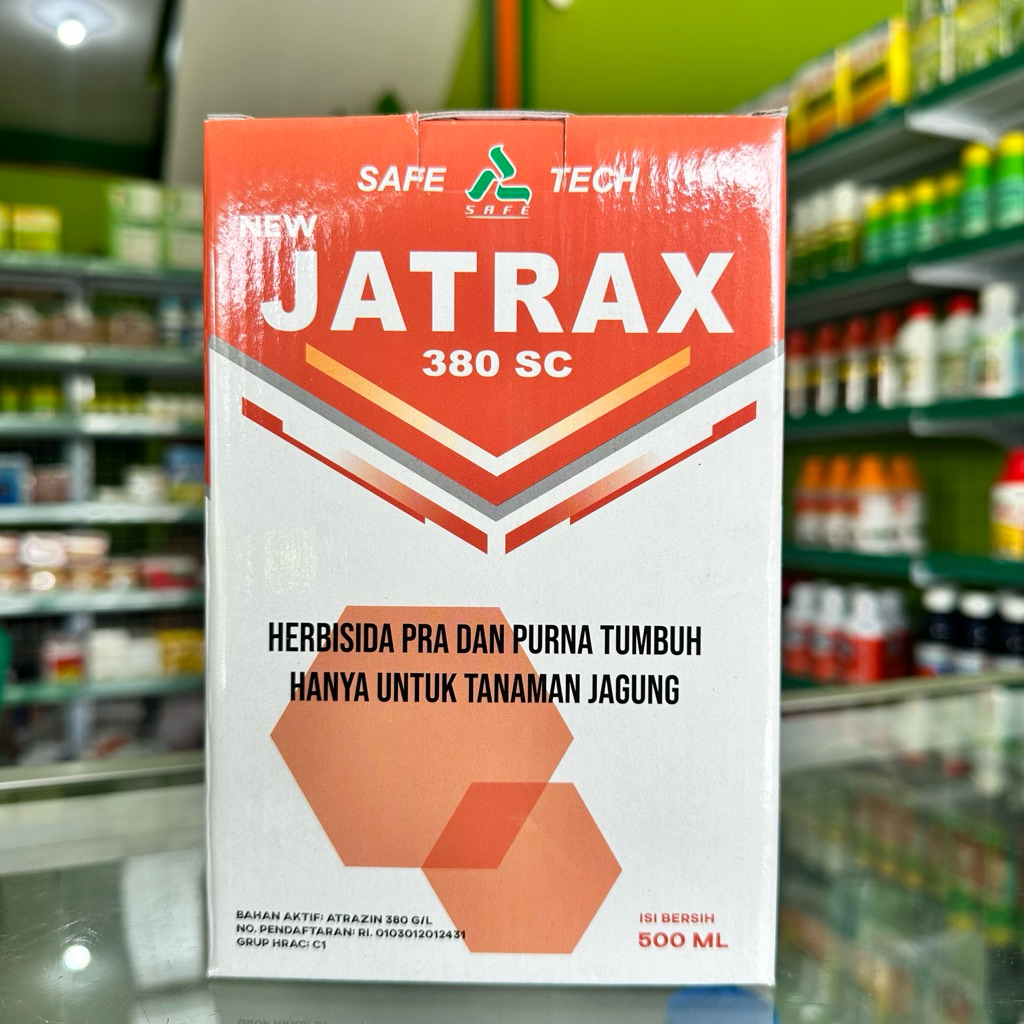 SAFE TECH
SAFE
NEW
JATRAX
380 SC
HERBISIDA PRA DAN PURNA TUMBUH
HANYA UNTUK TANAMAN JAGUNG
BAHAN AKTIF: ATRAZIN 380 G/L
NO. PENDAFTARAN: RI. 0103012012431
GRUP HRAC: C1
ISI BERSIH
500 ML